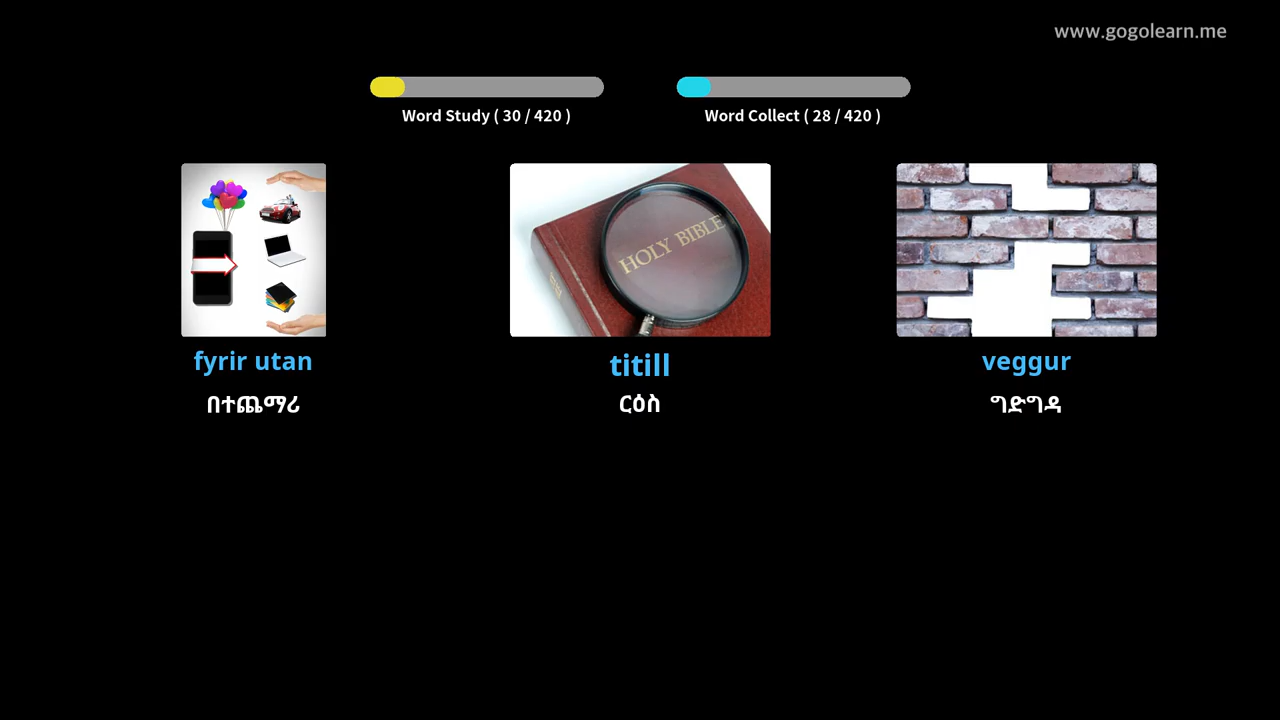 www.gogolearn.me
Word Study ( 30 / 420 )
Word Collect ( 28 / 420 )
HOLY BIBLE
fyrir utan
titill
veggur
በተጨማሪ
ርዕስ
ግድግዳ